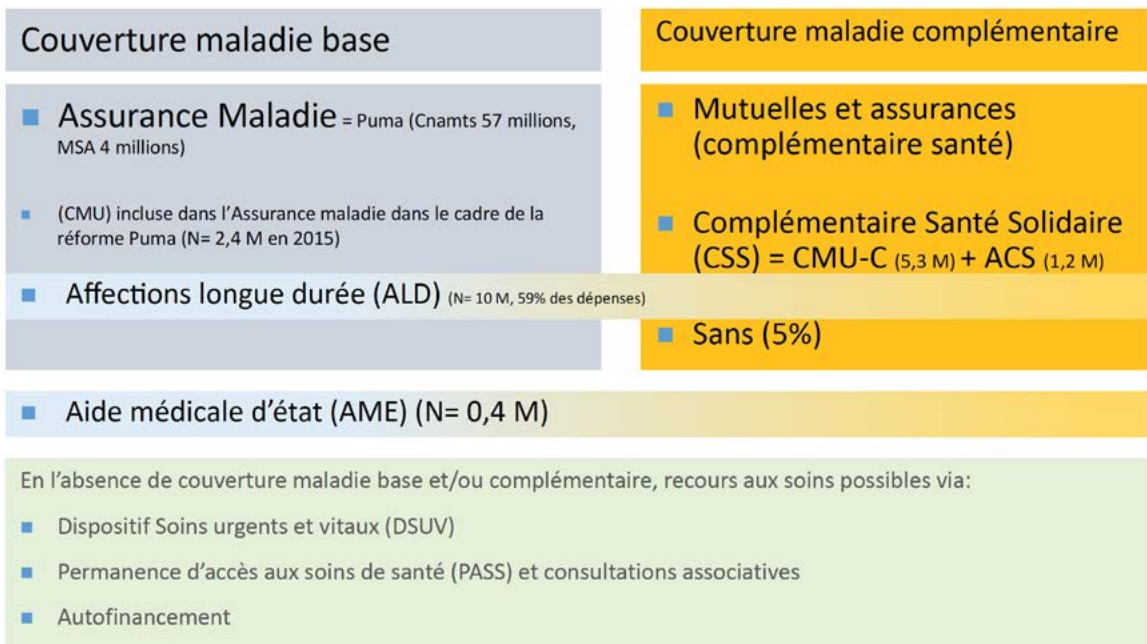 Couverture maladie base
Assurance Maladie = Puma (Cnamts 57 millions,
MSA 4 millions)
(CMU) incluse dans l'Assurance maladie dans le cadre de la
réforme Puma (N= 2,4 M en 2015)
Couverture maladie complémentaire
Mutuelles et assurances
(complémentaire santé)
Complémentaire Santé Solidaire
(CSS) = CMU-C (5,3 M) + ACS (1,2 M)
Affections longue durée (ALD) (N= 10 M, 59% des dépenses)
Sans (5%)
Aide médicale d'état (AME) (N= 0,4 M)
En l'absence de couverture maladie base et/ou complémentaire, recours aux soins possibles via:
Dispositif Soins urgents et vitaux (DSUV)
Permanence d'accès aux soins de santé (PASS) et consultations associatives
Autofinancement